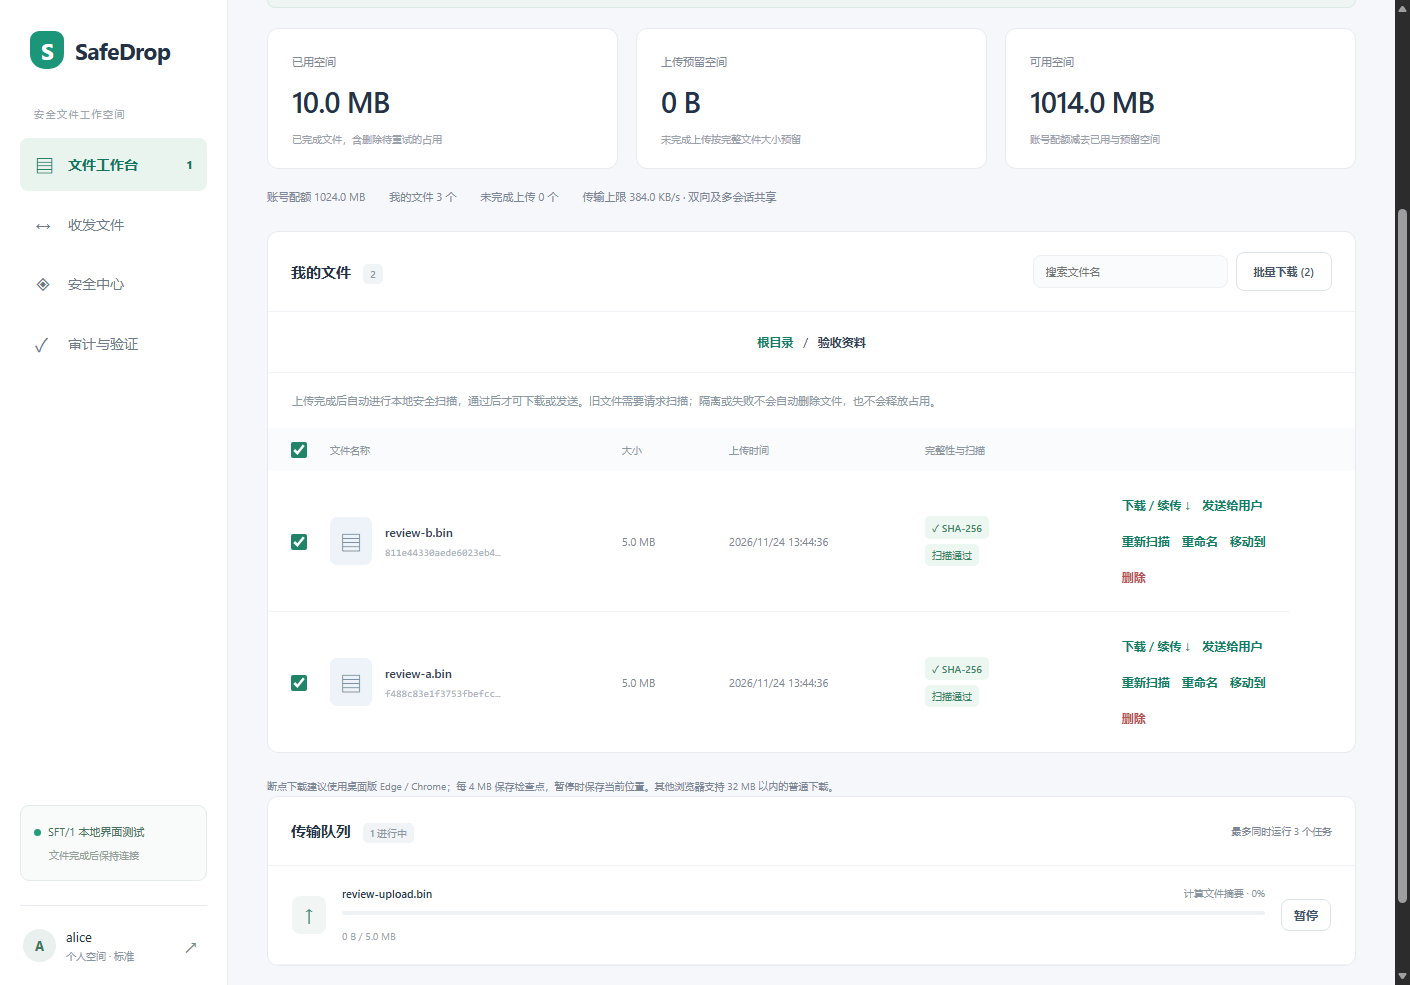 S SafeDrop
安全文件工作空间
文件工作台 1
收发文件
安全中心
审计与验证
SFT/1 本地界面测试
文件完成后保持连接
A alice
个人空间 · 标准
已用空间
10.0 MB
已完成文件，含删除待重试的占用
上传预留空间
0 B
未完成上传按完整文件大小预留
可用空间
1014.0 MB
账号配额减去已用与预留空间
账号配额 1024.0 MB 我的文件 3 个 未完成上传 0 个 传输上限 384.0 KB/s · 双向及多会话共享
我的文件 2 搜索文件名 批量下载 (2)
根目录 / 验收资料
上传完成后自动进行本地安全扫描，通过后才可下载或发送。旧文件需要请求扫描；隔离或失败不会自动删除文件，也不会释放占用。
文件名称 大小 上传时间 完整性与扫描
review-b.bin
811e44330aede6023eb4…
5.0 MB
2026/11/24 13:44:36
✓ SHA-256
扫描通过
下载 / 续传 ↓ 发送给用户
重新扫描 重命名 移动到
删除
review-a.bin
f488c83e1f3753fbefcc…
5.0 MB
2026/11/24 13:44:36
✓ SHA-256
扫描通过
下载 / 续传 ↓ 发送给用户
重新扫描 重命名 移动到
删除
断点下载建议使用桌面版 Edge / Chrome；每 4 MB 保存检查点，暂停时保存当前位置。其他浏览器支持 32 MB 以内的普通下载。
传输队列 1 进行中 最多同时运行 3 个任务
review-upload.bin 计算文件摘要 · 0%
0 B / 5.0 MB
暂停